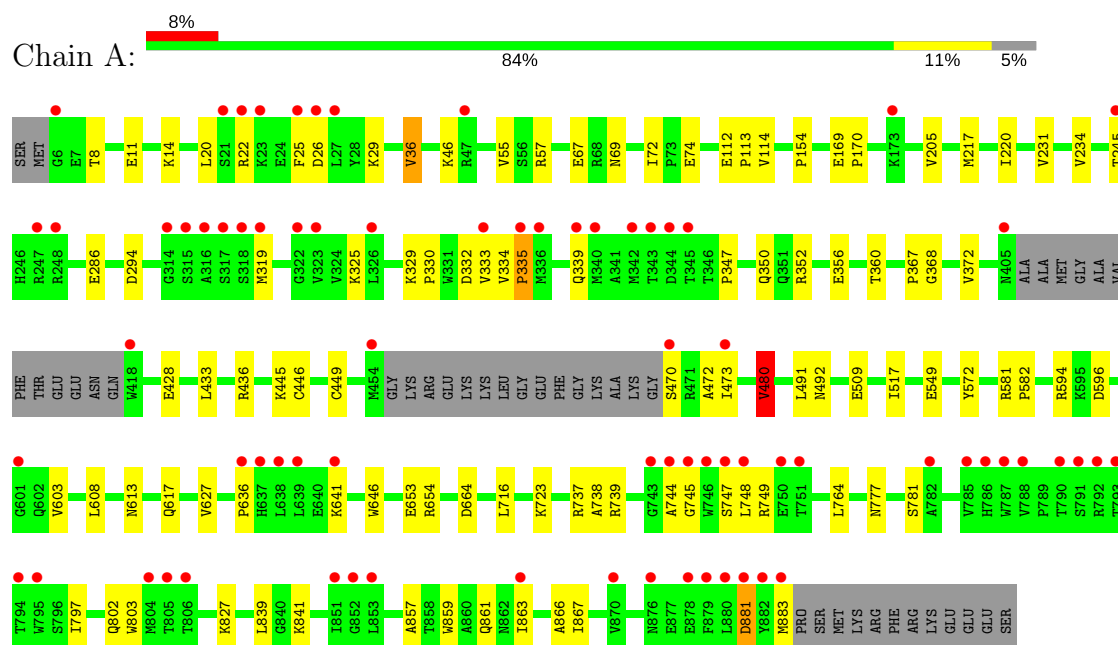 8%
Chain A:
84% 11% 5%
SER MET G6 E7 T8 E11 K14 L20 S21 R22 K23 E24 F25 D26 L27 Y28 K29 V36 K46 R47 V55 S56 R57 E67 R68 N69 I72 P73 E74 E112 P113 V114 P154 E169 P170 K173 V205 M217 I220 V231 V234 T245
H246 R247 R248 E286 D294 G314 S315 A316 S317 S318 M319 G322 V323 V324 K325 L326 K329 P330 W331 D332 V333 V334 P335 M336 Q339 M340 A341 M342 T343 D344 T345 T346 P347 Q350 Q351 R352 E356 T360 P367 G368 V372 N405 ALA ALA MET GLY ALA VAL
PHE THR GLU GLU ASN GLN W418 E428 L433 R436 K445 C446 C449 M454 GLY LYS ARG GLU LYS LYS LEU GLY GLU PHE GLY LYS ALA LYS GLY S470 R471 A472 I473 V480 L491 N492 E509 I517 E549 Y572 R581 P582 R594 K595 D596
G601 Q602 V603 L608 N613 Q617 V627 P636 H637 L638 L639 E640 K641 W646 E653 R654 D664 L716 K723 R737 A738 R739 G743 A744 G745 W746 S747 L748 R749 E750 T751 L764 N777 S781 A782 V785 H786 W787 V788 P789 T790 S791 R792 T793
T794 W795 S796 I797 Q802 W803 M804 T805 T806 K827 L839 G840 K841 I851 G852 L853 A857 T858 W859 A860 Q861 N862 I863 A866 I867 V870 N876 E877 E878 F879 L880 D881 Y882 M883 PRO SER MET LYS ARG PHE ARG LYS GLU GLU GLU SER